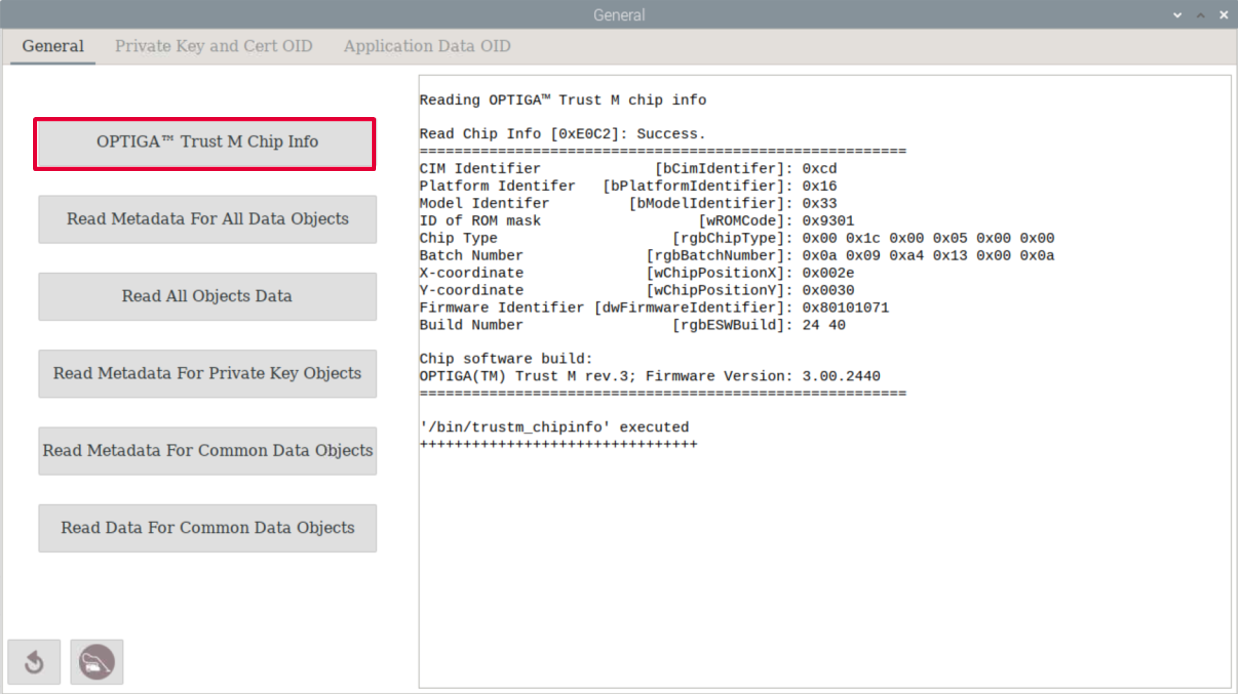 General
General Private Key and Cert OID Application Data OID
OPTIGA™ Trust M Chip Info
Read Metadata For All Data Objects
Read All Objects Data
Read Metadata For Private Key Objects
Read Metadata For Common Data Objects
Read Data For Common Data Objects
Reading OPTIGA™ Trust M chip info
Read Chip Info [0xE0C2]: Success.
========================================================
CIM Identifier [bCimIdentifer]: 0xcd
Platform Identifer [bPlatformIdentifier]: 0x16
Model Identifer [bModelIdentifier]: 0x33
ID of ROM mask [wROMCode]: 0x9301
Chip Type [rgbChipType]: 0x00 0x1c 0x00 0x05 0x00 0x00
Batch Number [rgbBatchNumber]: 0x0a 0x09 0xa4 0x13 0x00 0x0a
X-coordinate [wChipPositionX]: 0x002e
Y-coordinate [wChipPositionY]: 0x0030
Firmware Identifier [dwFirmwareIdentifier]: 0x80101071
Build Number [rgbESWBuild]: 24 40
Chip software build:
OPTIGA(TM) Trust M rev.3; Firmware Version: 3.00.2440
========================================================
'/bin/trustm_chipinfo' executed
++++++++++++++++++++++++++++++++